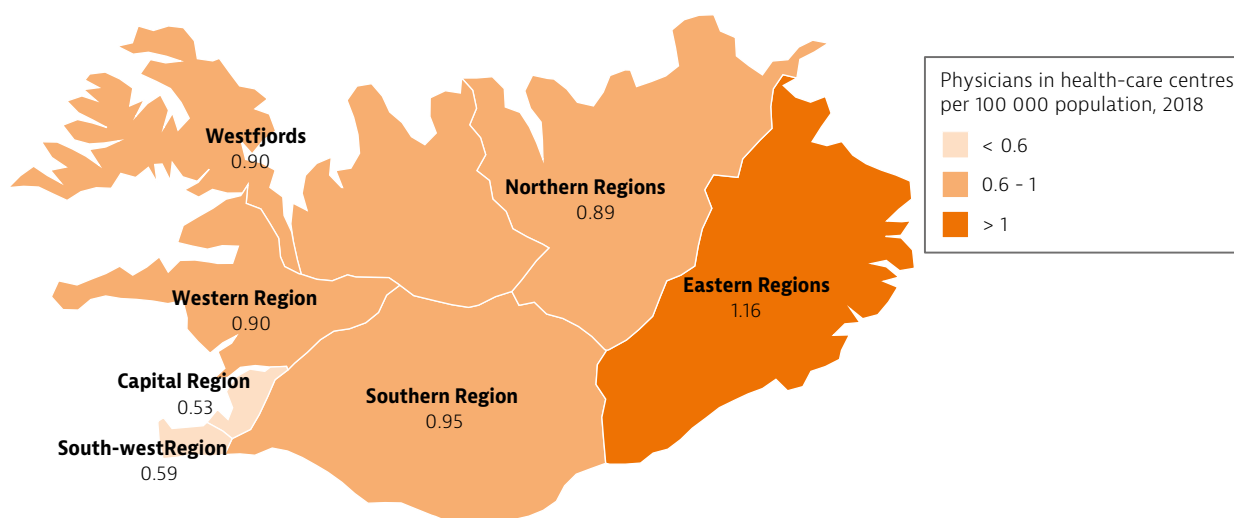 Physicians in health-care centres
per 100 000 population, 2018
< 0.6
0.6 - 1
> 1
Westfjords
0.90
Northern Regions
0.89
Eastern Regions
1.16
Western Region
0.90
Capital Region
0.53
Southern Region
0.95
South-westRegion
0.59